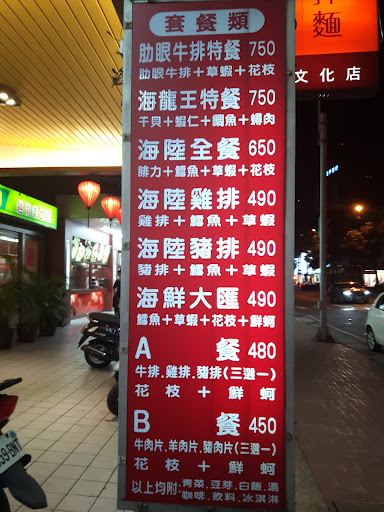 套餐類
肋眼牛排特餐 750
肋眼牛排+草蝦+花枝
海龍王特餐 750
干貝+蝦仁+鯛魚+蟳肉
海陸全餐 650
腓力+鱈魚+草蝦+花枝
海陸雞排 490
雞排+鱈魚+草蝦
海陸豬排 490
豬排+鱈魚+草蝦
海鮮大匯 490
鱈魚+草蝦+花枝+鮮蚵
A 餐 480
牛排.雞排.豬排(三選一)
花枝+鮮蚵
B 餐 450
牛肉片.羊肉片.豬肉片(三選一)
花枝+鮮蚵
以上均附:青菜.豆芽.白飯.湯
咖啡.飲料.冰淇淋
麵
文化店